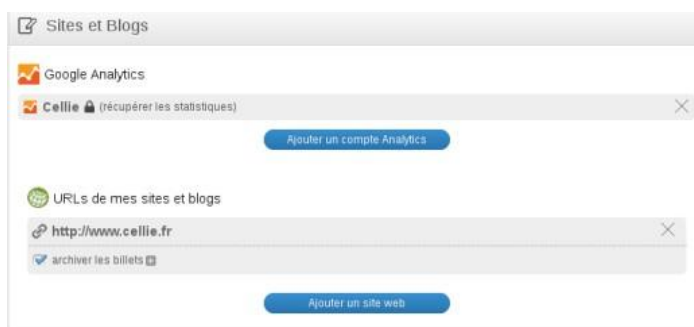 Sites et Blogs
Google Analytics
Cellie (récupérer les statistiques)
Ajouter un compte Analytics
URLs de mes sites et blogs
http://www.cellie.fr
archiver les billets
Ajouter un site web